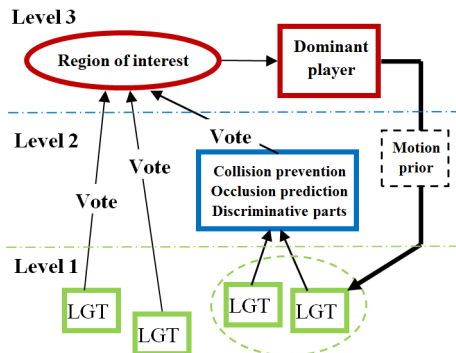 Level 3
Region of interest
Dominant
player
Level 2
Vote
Vote
Vote
Collision prevention
Occlusion prediction
Discriminative parts
Motion
prior
Level 1
LGT
LGT
LGT
LGT